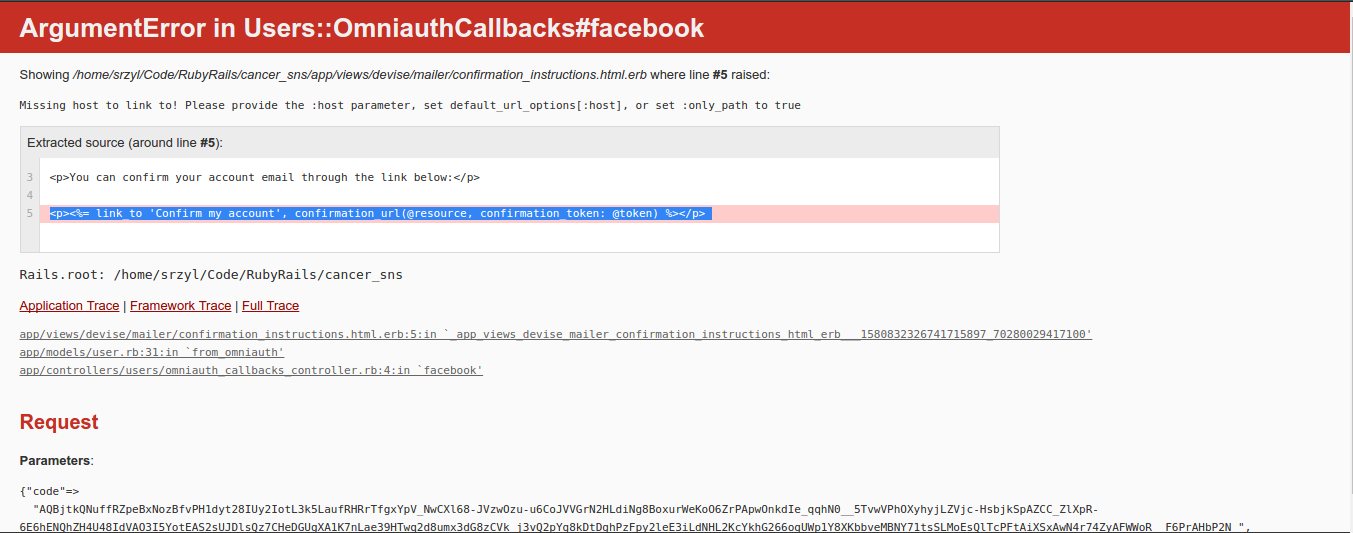 ArgumentError in Users::OmniauthCallbacks#facebook
Showing /home/srzyl/Code/RubyRails/cancer_sns/app/views/devise/mailer/confirmation_instructions.html.erb where line #5 raised:
Missing host to link to! Please provide the :host parameter, set default_url_options[:host], or set :only_path to true
Extracted source (around line #5):
3 <p>You can confirm your account email through the link below:</p>
4
5 <p><%= link_to 'Confirm my account', confirmation_url(@resource, confirmation_token: @token) %></p>
Rails.root: /home/srzyl/Code/RubyRails/cancer_sns
Application Trace | Framework Trace | Full Trace
app/views/devise/mailer/confirmation_instructions.html.erb:5:in `_app_views_devise_mailer_confirmation_instructions_html_erb___1580832326741715897_70280029417100'
app/models/user.rb:31:in `from_omniauth'
app/controllers/users/omniauth_callbacks_controller.rb:4:in `facebook'
Request
Parameters:
{"code"=>
"AQBjtkQNuffRZpeBxNozBfvPH1dyt28IUy2IotL3k5LaufRHRrTfgxYpV_NwCXl68-JVzwOzu-u6CoJVVGrN2HLdiNg8BoxurWeKoO6ZrPApwOnkdIe_qqhN0__5TvwVPhOXyhyjLZVjc-HsbjkSpAZCC_ZlXpR-